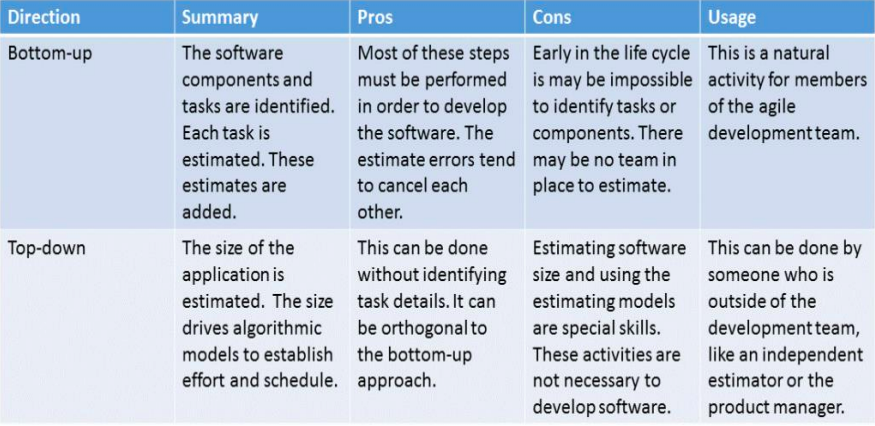 Direction Summary Pros Cons Usage
Bottom-up
The software
components and
tasks are identified.
Each task is
estimated. These
estimates are
added.
Most of these steps
must be performed
in order to develop
the software. The
estimate errors tend
to cancel each
other.
Early in the life cycle
is may be impossible
to identify tasks or
components. There
may be no team in
place to estimate.
This is a natural
activity for members
of the agile
development team.
Top-down
The size of the
application is
estimated. The size
drives algorithmic
models to establish
effort and schedule.
This can be done
without identifying
task details. It can
be orthogonal to
the bottom-up
approach.
Estimating software
size and using the
estimating models
are special skills.
These activities are
not necessary to
develop software.
This can be done by
someone who is
outside of the
development team,
like an independent
estimator or the
product manager.